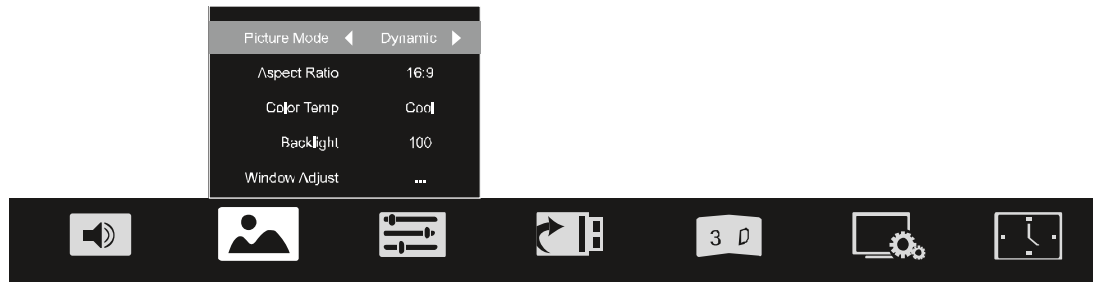 Picture Mode Dynamic
Aspect Ratio 16:9
Color Temp Cool
Backlight 100
Window Adjust ...
3 D